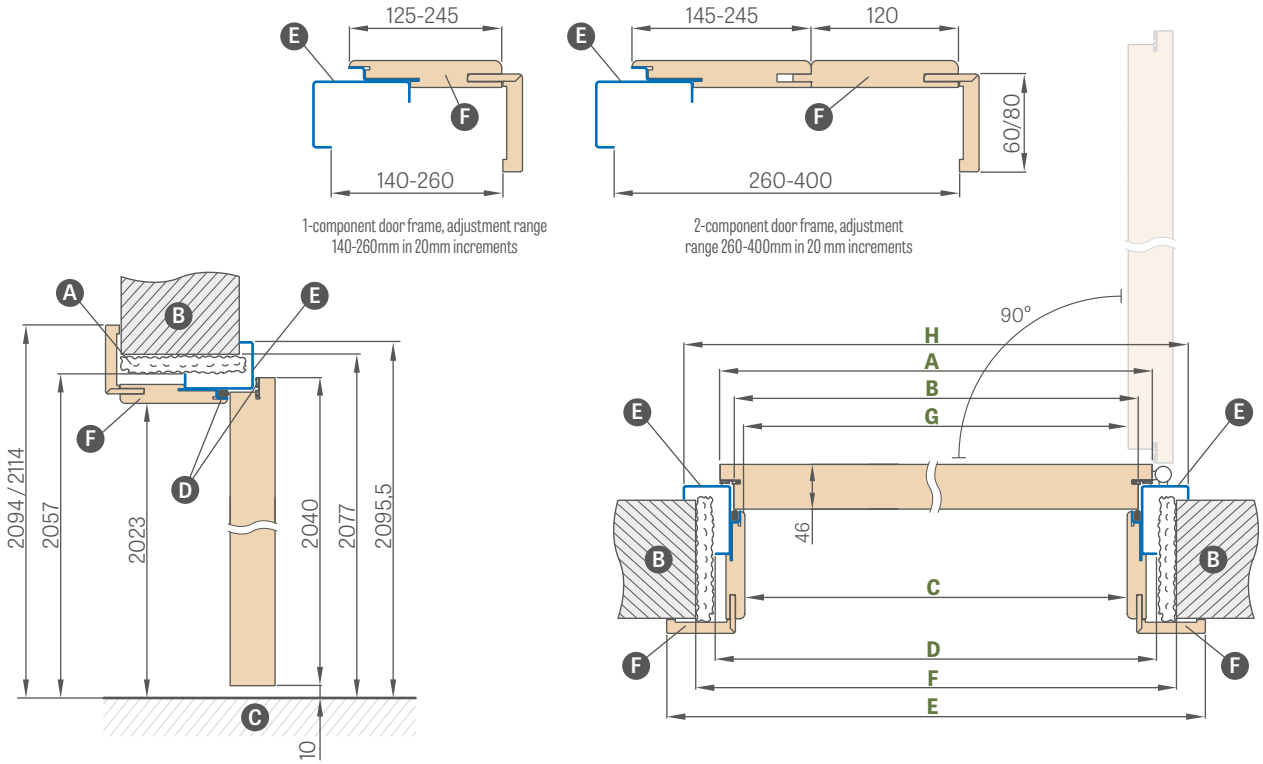 125-245
E
F
140-260
1-component door frame, adjustment range
140-260mm in 20mm increments
145-245
120
E
F
60/80
260-400
2-component door frame, adjustment
range 260-400mm in 20 mm increments
A
B
E
F
D
2094 / 2114
2057
2023
2040
2077
2095,5
C
10
90°
H
A
B
G
E
E
46
B
B
C
D
F
F
F
E